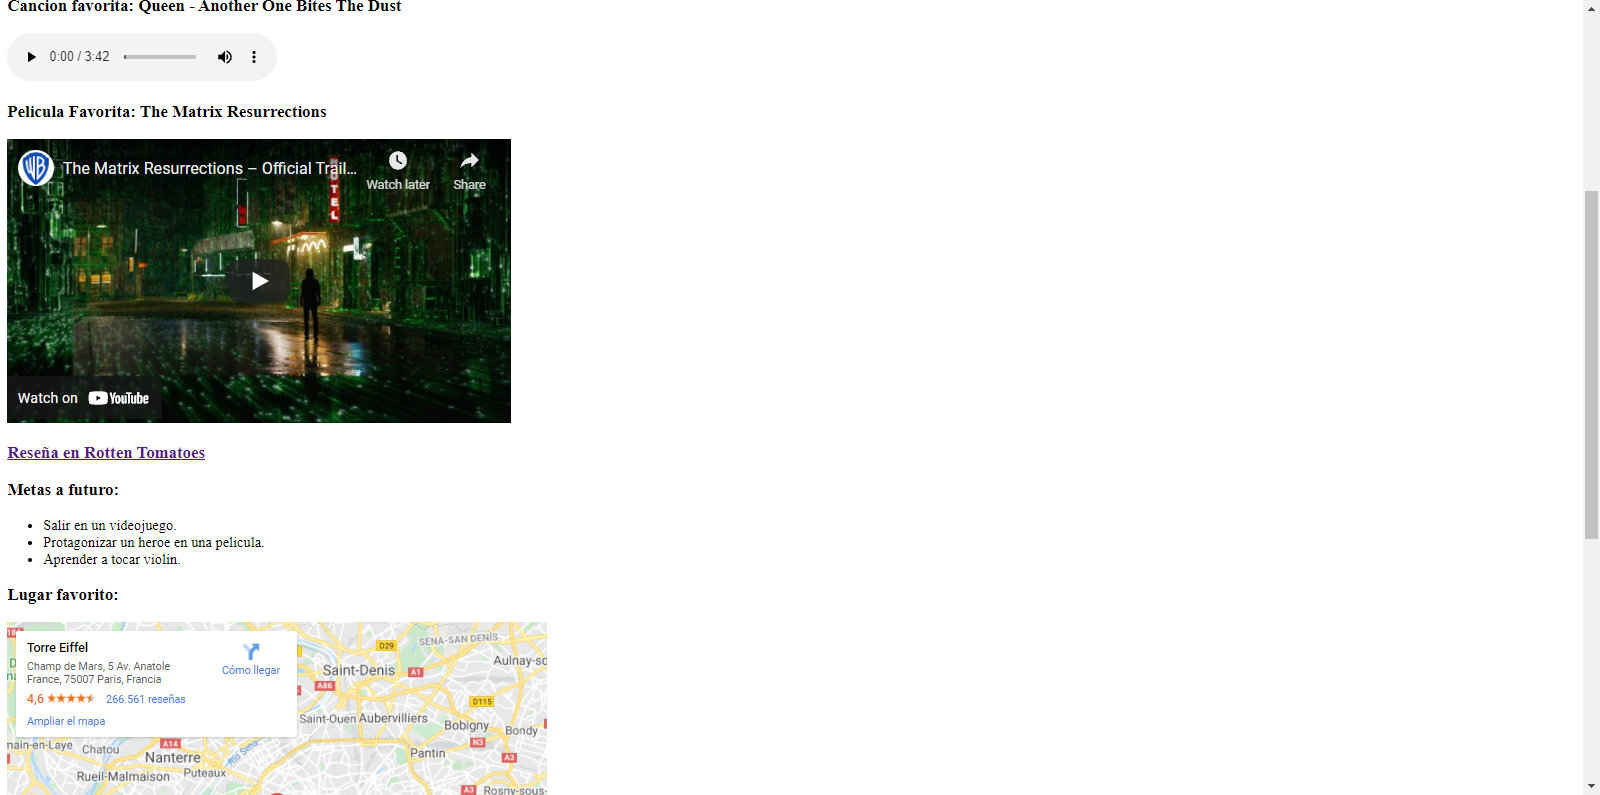 Cancion favorita: Queen - Another One Bites The Dust
0:00 / 3:42
Pelicula Favorita: The Matrix Resurrections
The Matrix Resurrections – Official Trail...
Watch later
Share
Watch on YouTube
Reseña en Rotten Tomatoes
Metas a futuro:
Salir en un videojuego.
Protagonizar un heroe en una pelicula.
Aprender a tocar violin.
Lugar favorito:
Torre Eiffel
Cómo llegar
Champ de Mars, 5 Av. Anatole
France, 75007 Paris, Francia
4,6 266.561 reseñas
Ampliar el mapa
D29
SENA-SAN DENIS
Saint-Denis
A1
Aulnay-so
A86
D115
Saint-Ouen Aubervilliers
Bobigny
Bondy
main-en-Laye
Chatou
A14
Río Sena
N3
Pantin
A3
Nanterre
Rueil-Malmaison
Puteaux
A3
Rosny-sous-